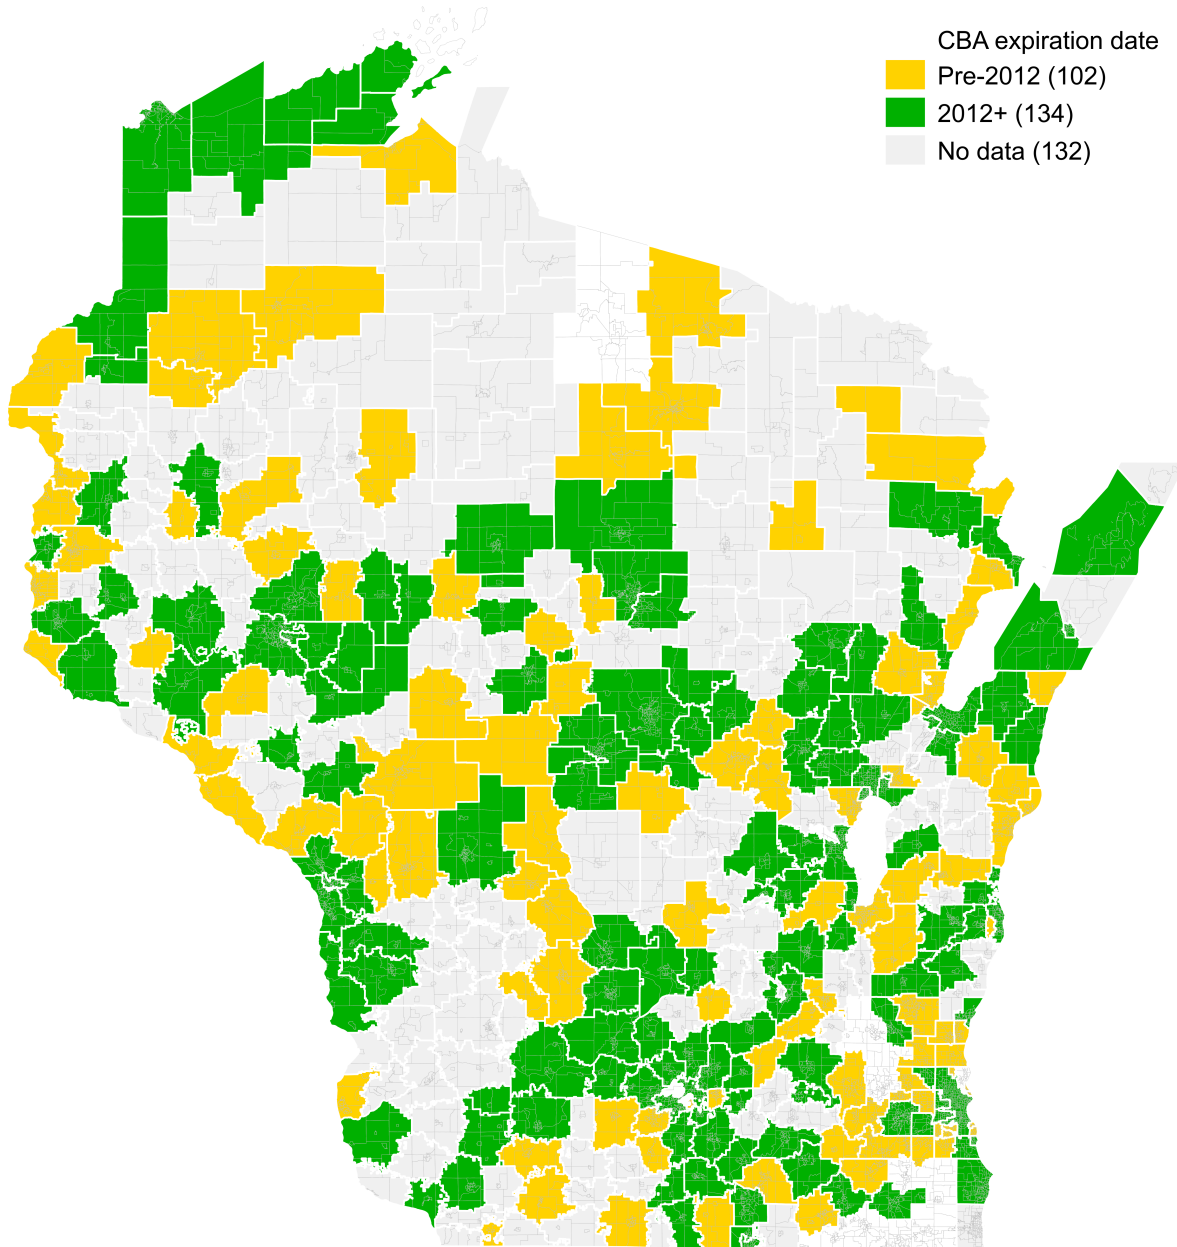 CBA expiration date
Pre-2012 (102)
2012+ (134)
No data (132)